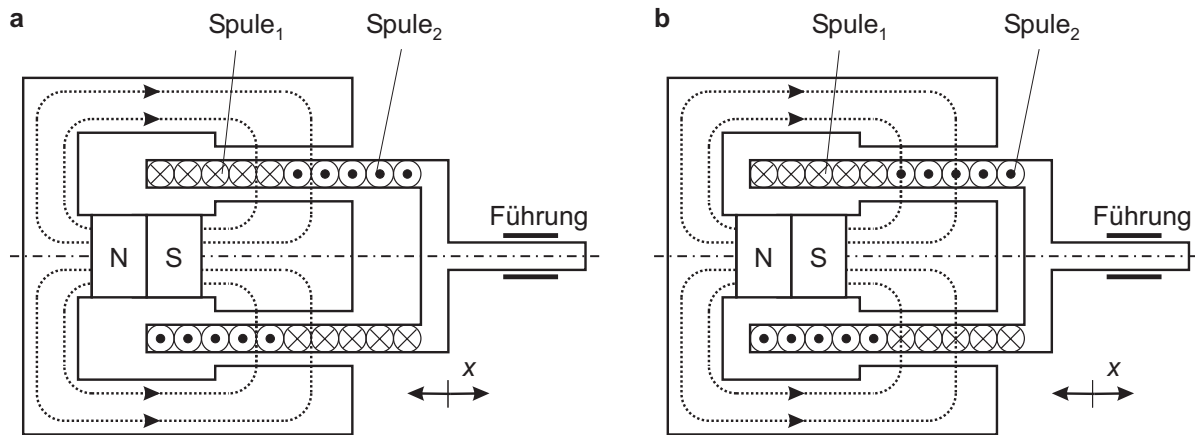 a
Spule₁ Spule₂
Führung
N S
x
b
Spule₁ Spule₂
Führung
N S
x